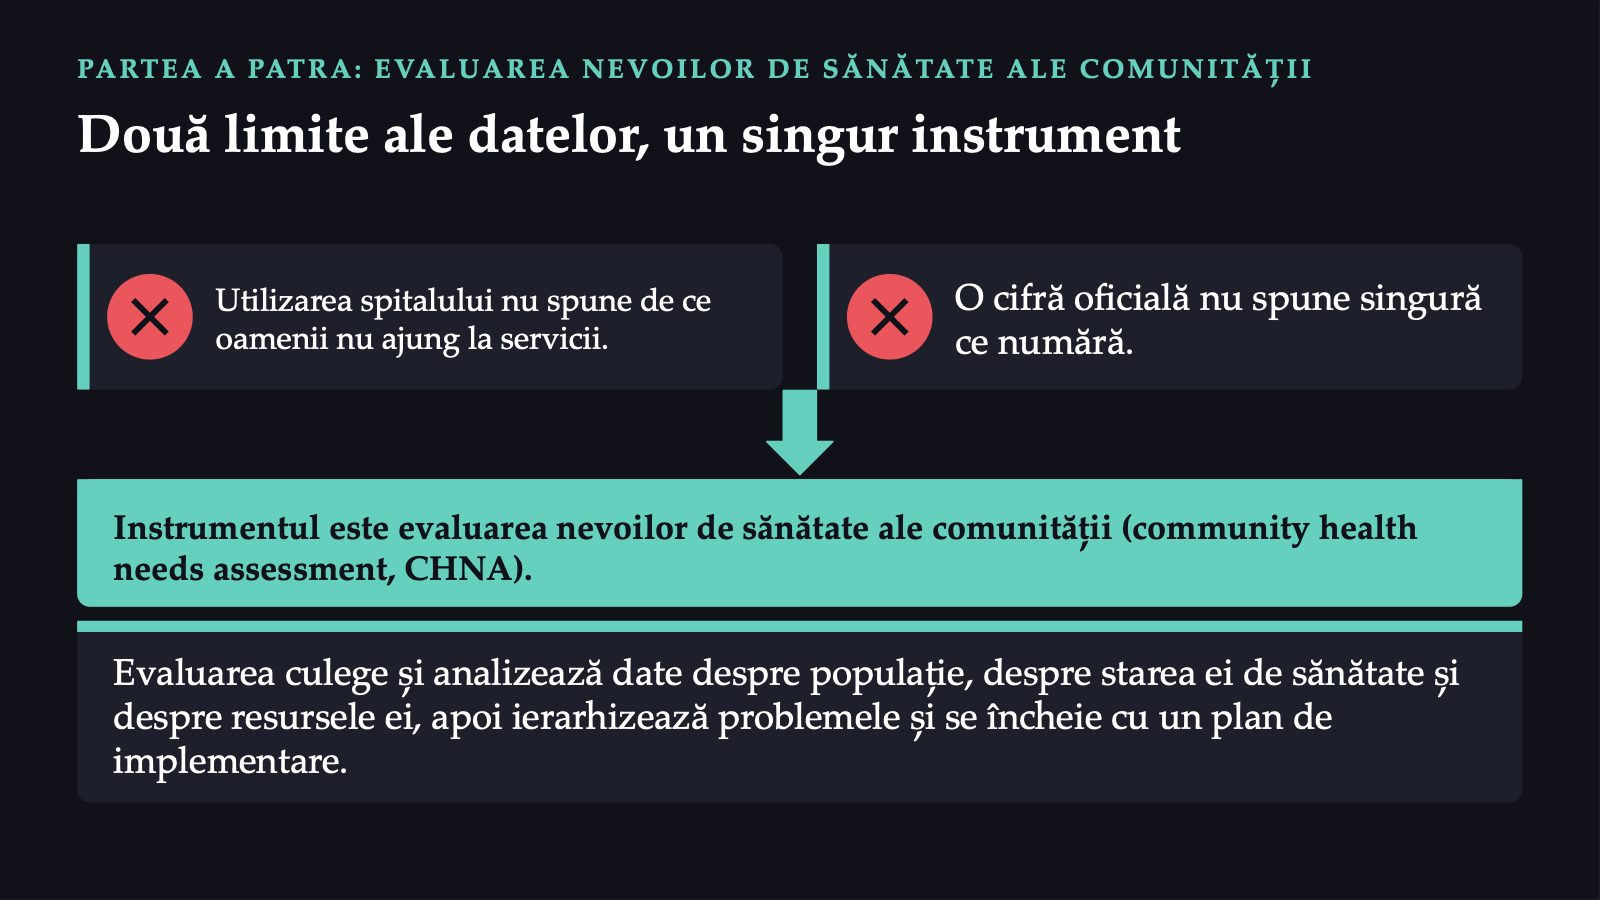 PARTEA A PATRA: EVALUAREA NEVOILOR DE SĂNĂTATE ALE COMUNITĂȚII
Două limite ale datelor, un singur instrument
Utilizarea spitalului nu spune de ce
oamenii nu ajung la servicii.
O cifră oficială nu spune singură
ce numără.
Instrumentul este evaluarea nevoilor de sănătate ale comunității (community health
needs assessment, CHNA).
Evaluarea culege și analizează date despre populație, despre starea ei de sănătate și
despre resursele ei, apoi ierarhizează problemele și se încheie cu un plan de
implementare.